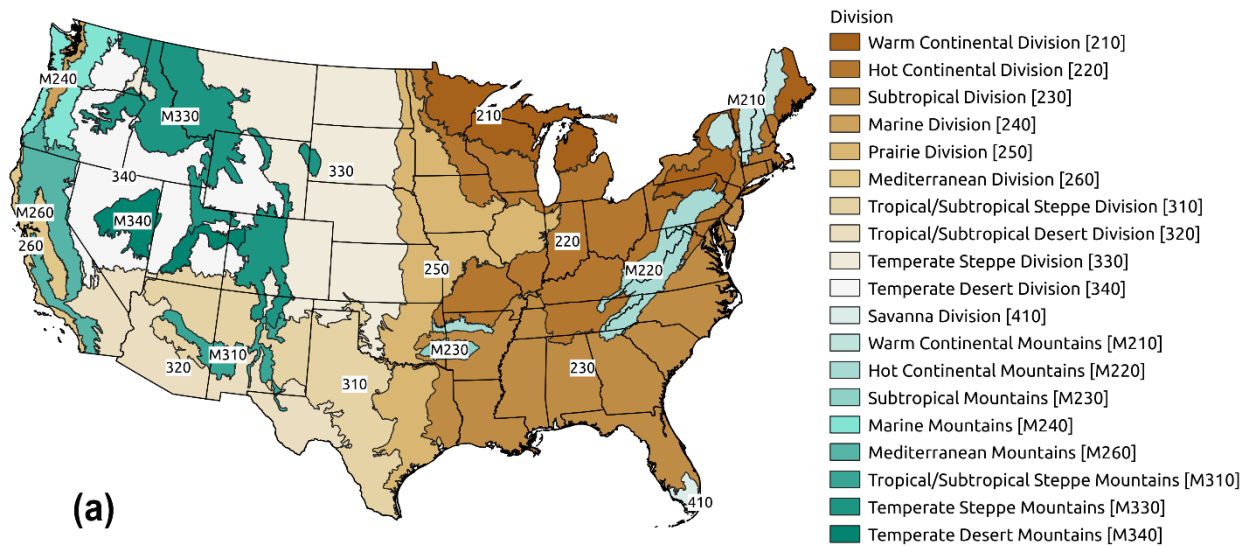 Division
Warm Continental Division [210]
Hot Continental Division [220]
Subtropical Division [230]
Marine Division [240]
Prairie Division [250]
Mediterranean Division [260]
Tropical/Subtropical Steppe Division [310]
Tropical/Subtropical Desert Division [320]
Temperate Steppe Division [330]
Temperate Desert Division [340]
Savanna Division [410]
Warm Continental Mountains [M210]
Hot Continental Mountains [M220]
Subtropical Mountains [M230]
Marine Mountains [M240]
Mediterranean Mountains [M260]
Tropical/Subtropical Steppe Mountains [M310]
Temperate Steppe Mountains [M330]
Temperate Desert Mountains [M340]
M240
M210
M330
210
330
340
M260
M340
260
220
250
M220
M230
M310
320
310
230
410
(a)